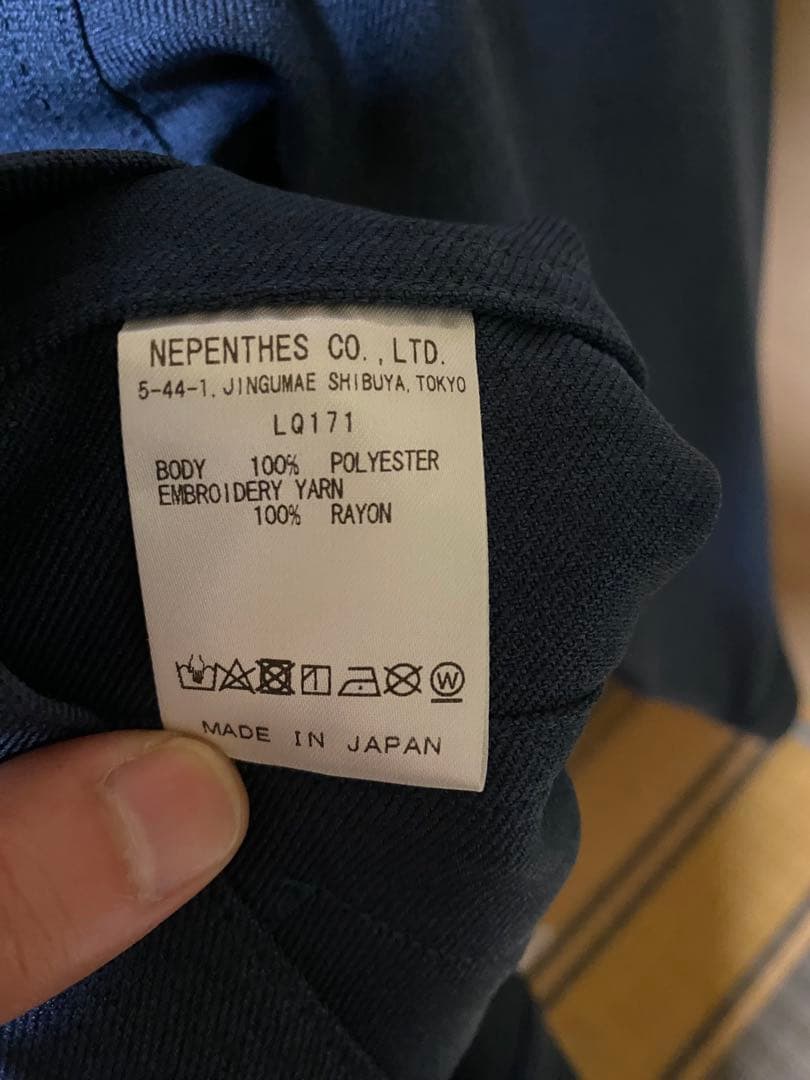 NEPENTHES CO.,LTD.
5-44-1, JINGUMAE SHIBUYA, TOKYO
LQ171
BODY 100% POLYESTER
EMBROIDERY YARN
100% RAYON
W
MADE IN JAPAN